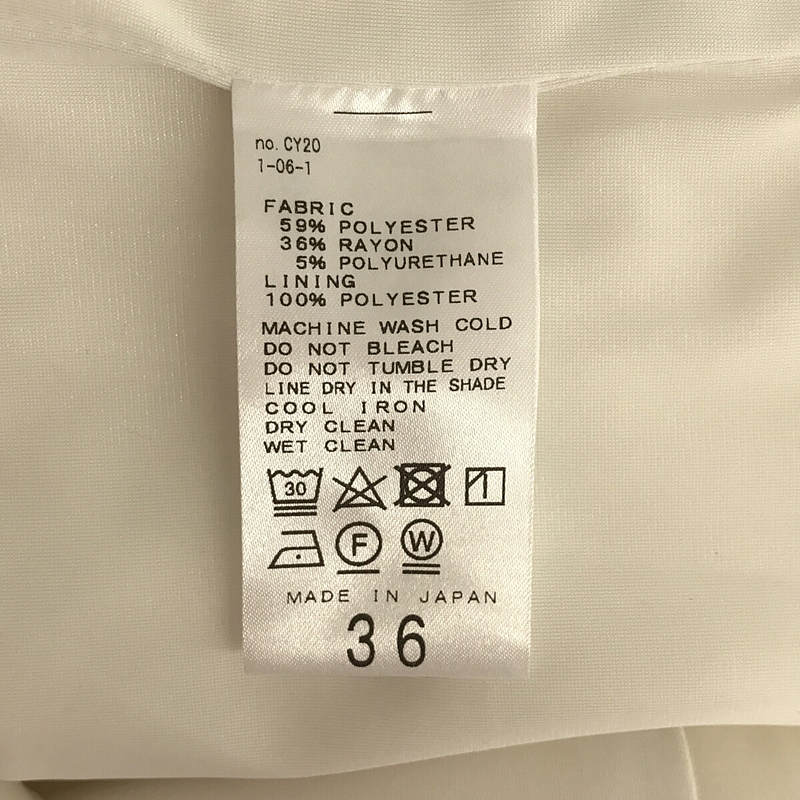 no. CY20
1-06-1
FABRIC
59% POLYESTER
36% RAYON
5% POLYURETHANE
LINING
100% POLYESTER
MACHINE WASH COLD
DO NOT BLEACH
DO NOT TUMBLE DRY
LINE DRY IN THE SHADE
COOL IRON
DRY CLEAN
WET CLEAN
30
F W
MADE IN JAPAN
36